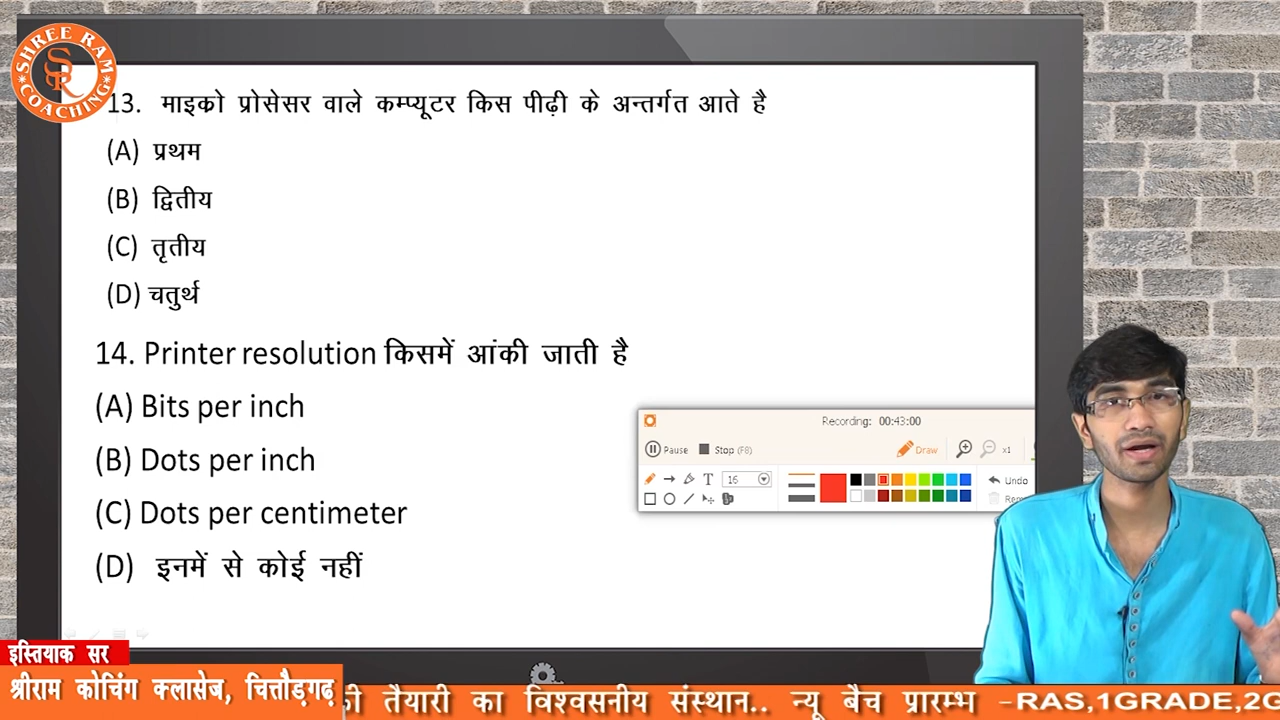 SHREE RAM
SR
COACHING
13. माइको प्रोसेसर वाले कम्प्यूटर किस पीढ़ी के अन्तर्गत आते है
(A) प्रथम
(B) द्वितीय
(C) तृतीय
(D) चतुर्थ
14. Printer resolution किसमें आंकी जाती है
(A) Bits per inch
(B) Dots per inch
(C) Dots per centimeter
(D) इनमें से कोई नहीं
Recording: 00:43:00
Pause Stop (F8) Draw x1
T 16 Undo
इस्तियाक सर
श्रीराम कोचिंग क्लासेज, चित्तौड़गढ़
की तैयारी का विश्वसनीय संस्थान.. न्यू बैच प्रारम्भ -RAS,1GRADE,2G